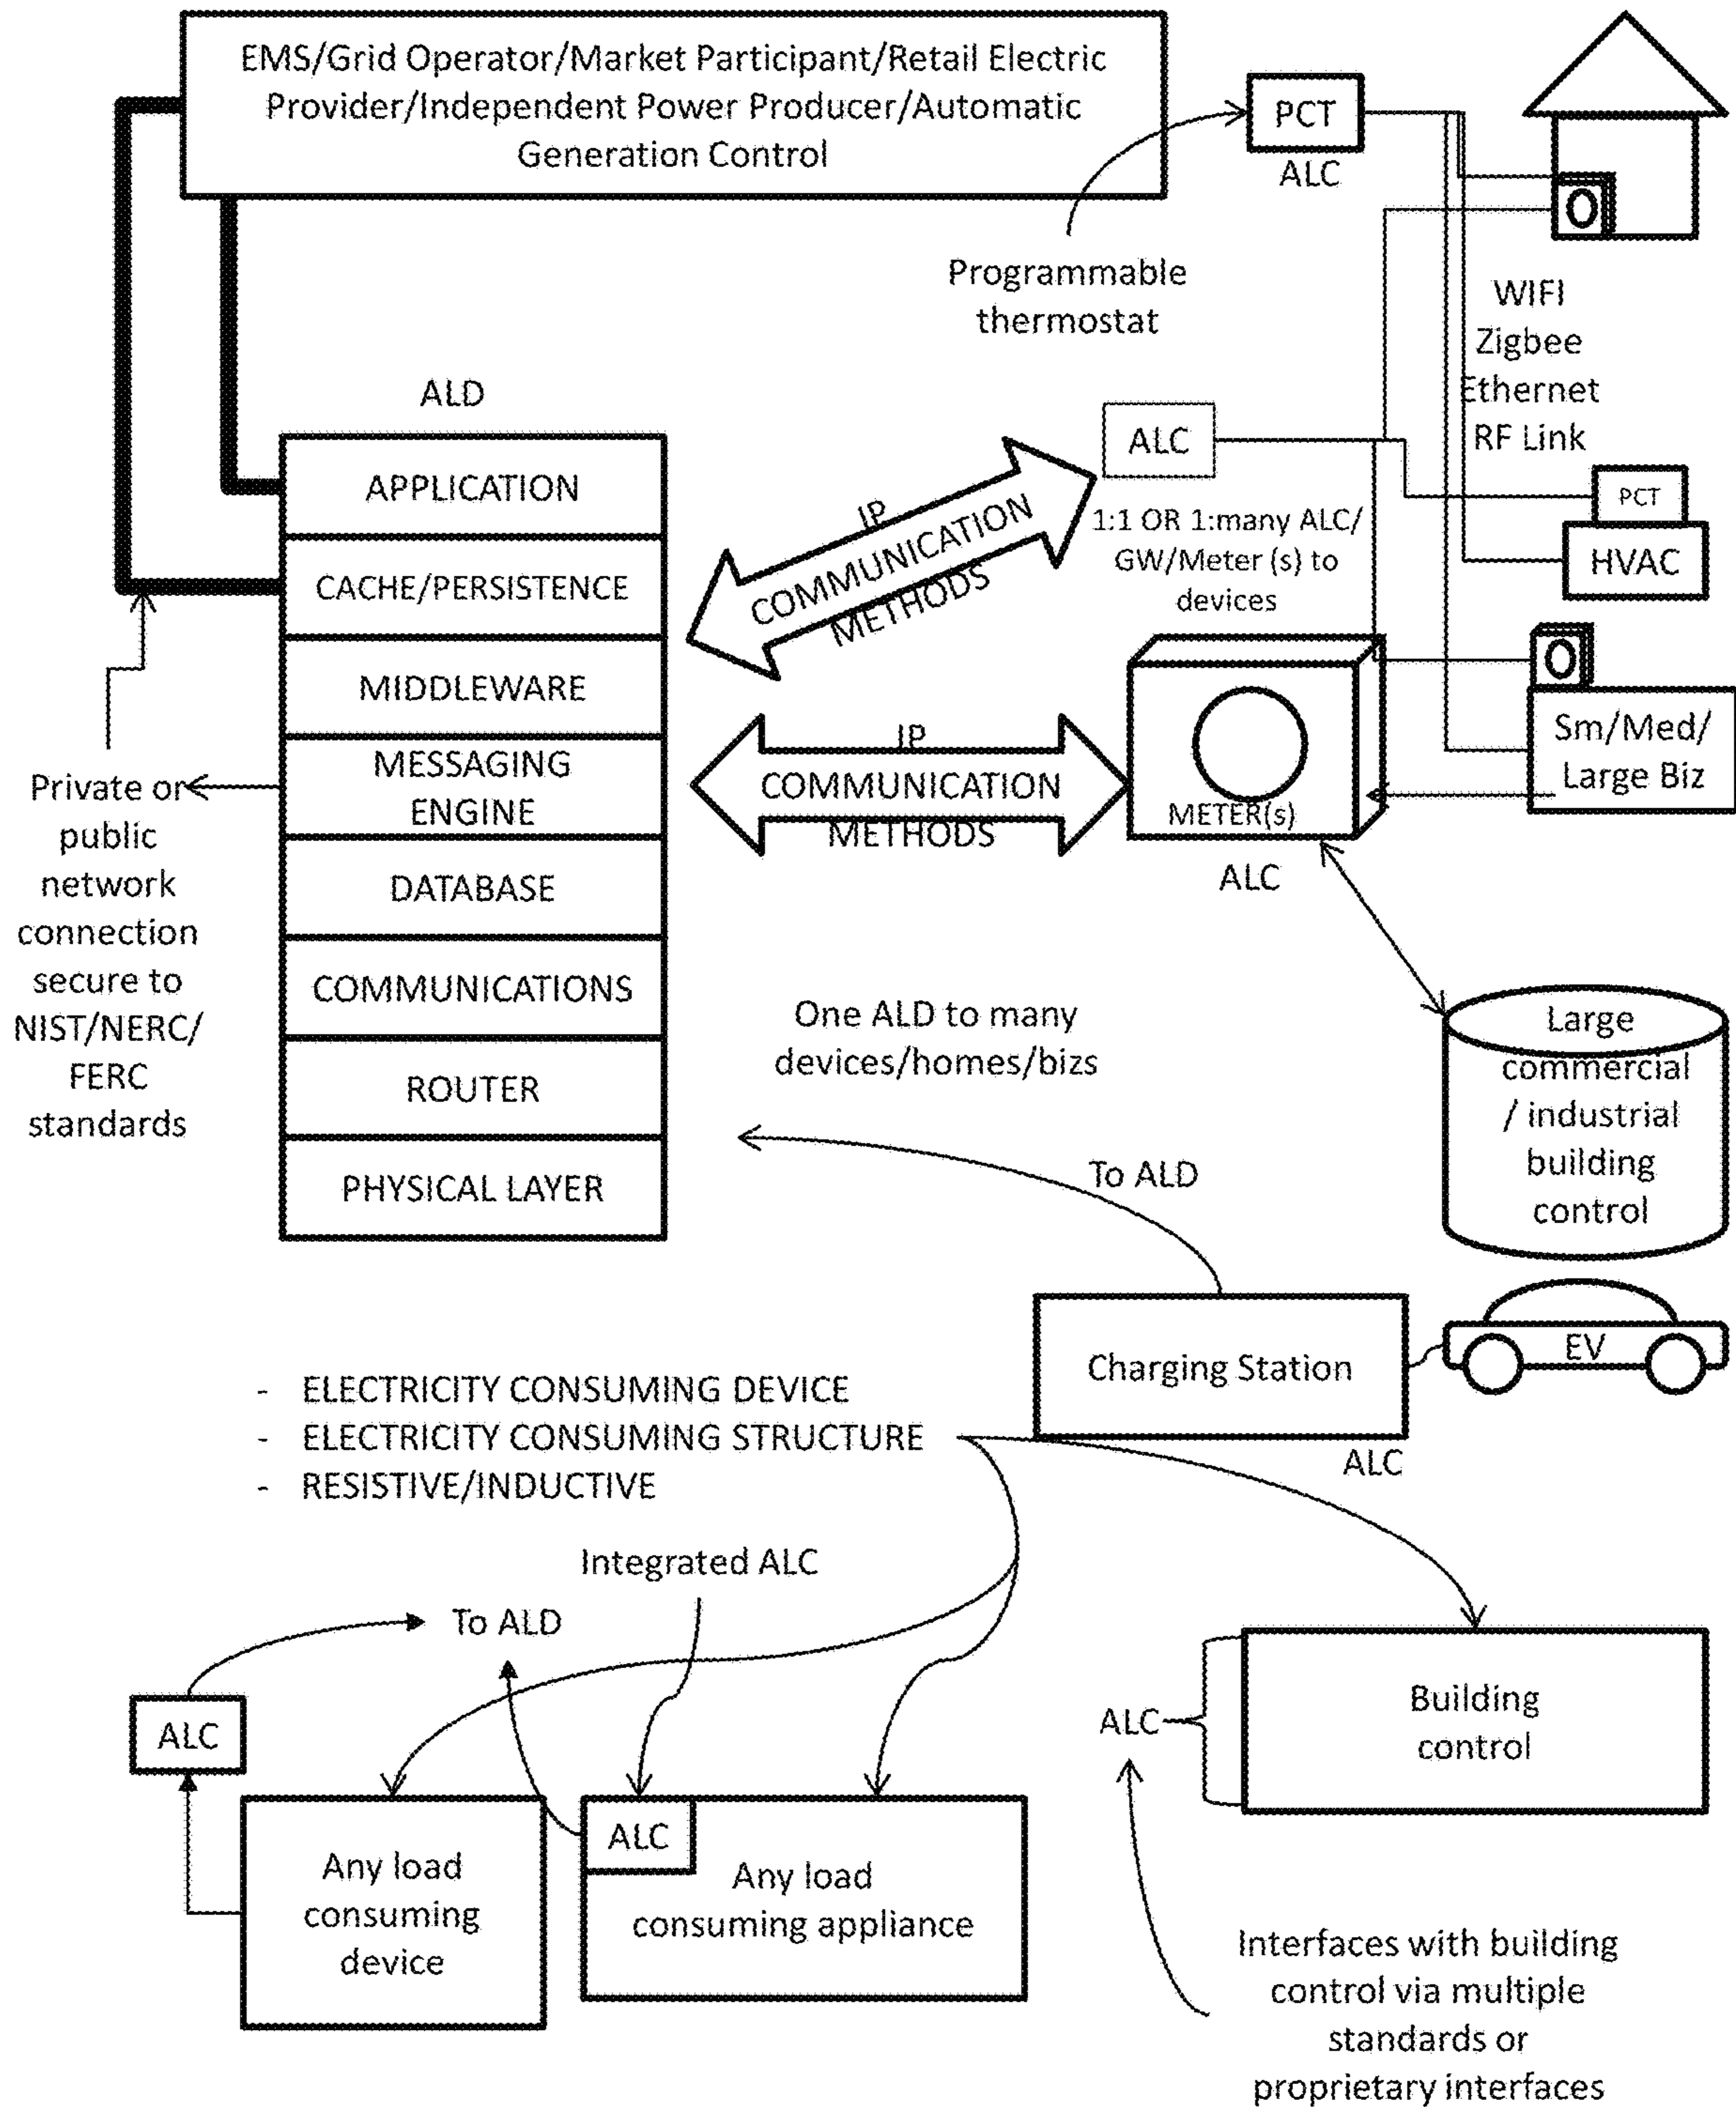 EMS/Grid Operator/Market Participant/Retail Electric
Provider/Independent Power Producer/Automatic
Generation Control
PCT
ALC
Programmable
thermostat
WIFI
Zigbee
Ethernet
RF Link
ALD
APPLICATION
CACHE/PERSISTENCE
MIDDLEWARE
MESSAGING
ENGINE
DATABASE
COMMUNICATIONS
ROUTER
PHYSICAL LAYER
IP
COMMUNICATION
METHODS
ALC
1:1 OR 1:many ALC/
GW/Meter (s) to
devices
PCT
HVAC
Sm/Med/
Large Biz
IP
COMMUNICATION
METHODS
METER(s)
ALC
Private or
public
network
connection
secure to
NIST/NERC/
FERC
standards
One ALD to many
devices/homes/bizs
Large
commercial
/ industrial
building
control
To ALD
Charging Station
EV
ALC
- ELECTRICITY CONSUMING DEVICE
- ELECTRICITY CONSUMING STRUCTURE
- RESISTIVE/INDUCTIVE
Integrated ALC
To ALD
ALC
Any load
consuming
device
ALC
Any load
consuming appliance
ALC
Building
control
Interfaces with building
control via multiple
standards or
proprietary interfaces